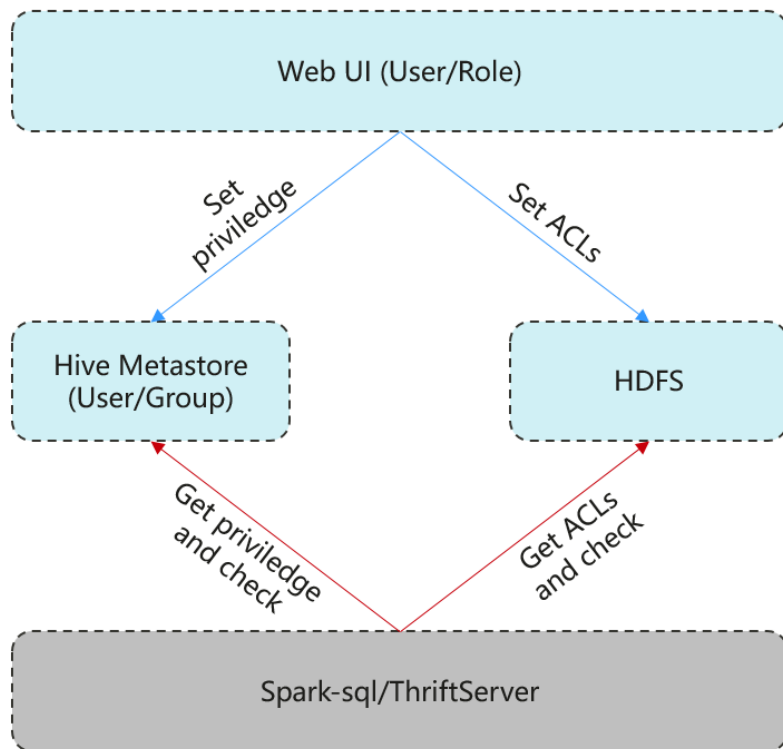 Web UI (User/Role)
Set
priviledge
Set ACLs
Hive Metastore
(User/Group)
HDFS
Get priviledge
and check
Get ACLs
and check
Spark-sql/ThriftServer